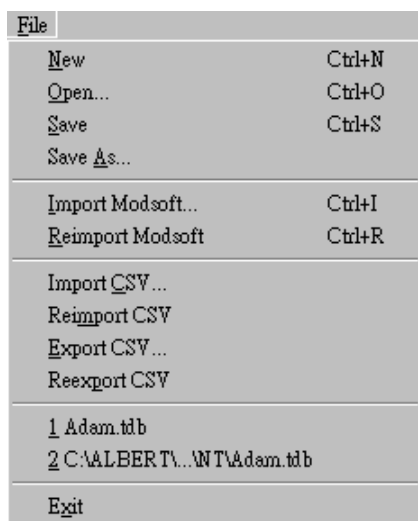 File
New Ctrl+N
Open... Ctrl+O
Save Ctrl+S
Save As...
Import Modsoft... Ctrl+I
Reimport Modsoft Ctrl+R
Import CSV...
Reimport CSV
Export CSV...
Reexport CSV
1 Adam.tdb
2 C:\ALBERT\...\NT\Adam.tdb
Exit